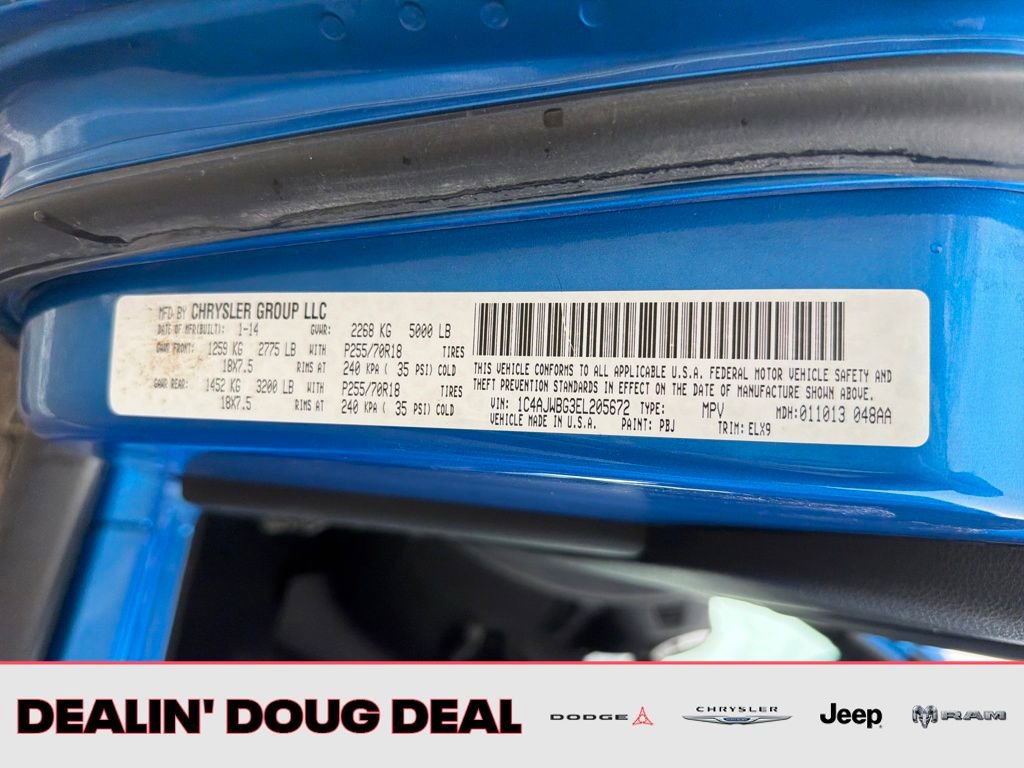 MFD BY CHRYSLER GROUP LLC
DATE OF MFR(BUILT): 1-14 GVWR: 2268 KG 5000 LB
GAWR FRONT: 1259 KG 2775 LB WITH P255/70R18 TIRES
18X7.5 RIMS AT 240 KPA ( 35 PSI) COLD
GAWR REAR: 1452 KG 3200 LB WITH P255/70R18 TIRES
18X7.5 RIMS AT 240 KPA ( 35 PSI) COLD
THIS VEHICLE CONFORMS TO ALL APPLICABLE U.S.A. FEDERAL MOTOR VEHICLE SAFETY AND
THEFT PREVENTION STANDARDS IN EFFECT ON THE DATE OF MANUFACTURE SHOWN ABOVE.
VIN: 1C4AJWBG3EL205672 TYPE: MPV MDH: 011013 048AA
VEHICLE MADE IN U.S.A. PAINT: PBJ TRIM: ELX9
DEALIN' DOUG DEAL DODGE CHRYSLER Jeep RAM